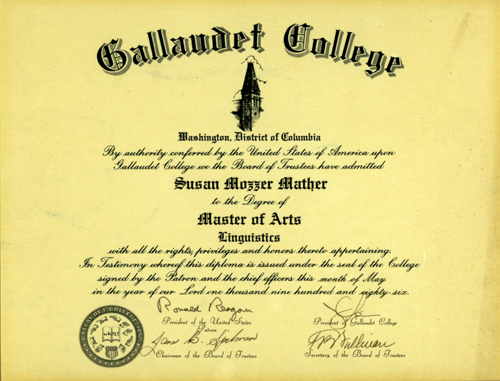 Gallaudet College
Washington, District of Columbia
By authority conferred by the United States of America upon
Gallaudet College we the Board of Trustees have admitted
Susan Mozzer Mather
to the Degree of
Master of Arts
Linguistics
with all the rights, privileges and honors thereto appertaining.
In Testimony whereof this diploma is issued under the seal of the College
signed by the Patron and the chief officers this month of May
in the year of our Lord one thousand nine hundred and eighty-six.
Ronald Reagan
President of the United States
Patron
Chairman of the Board of Trustees
President of Gallaudet College
Secretary of the Board of Trustees